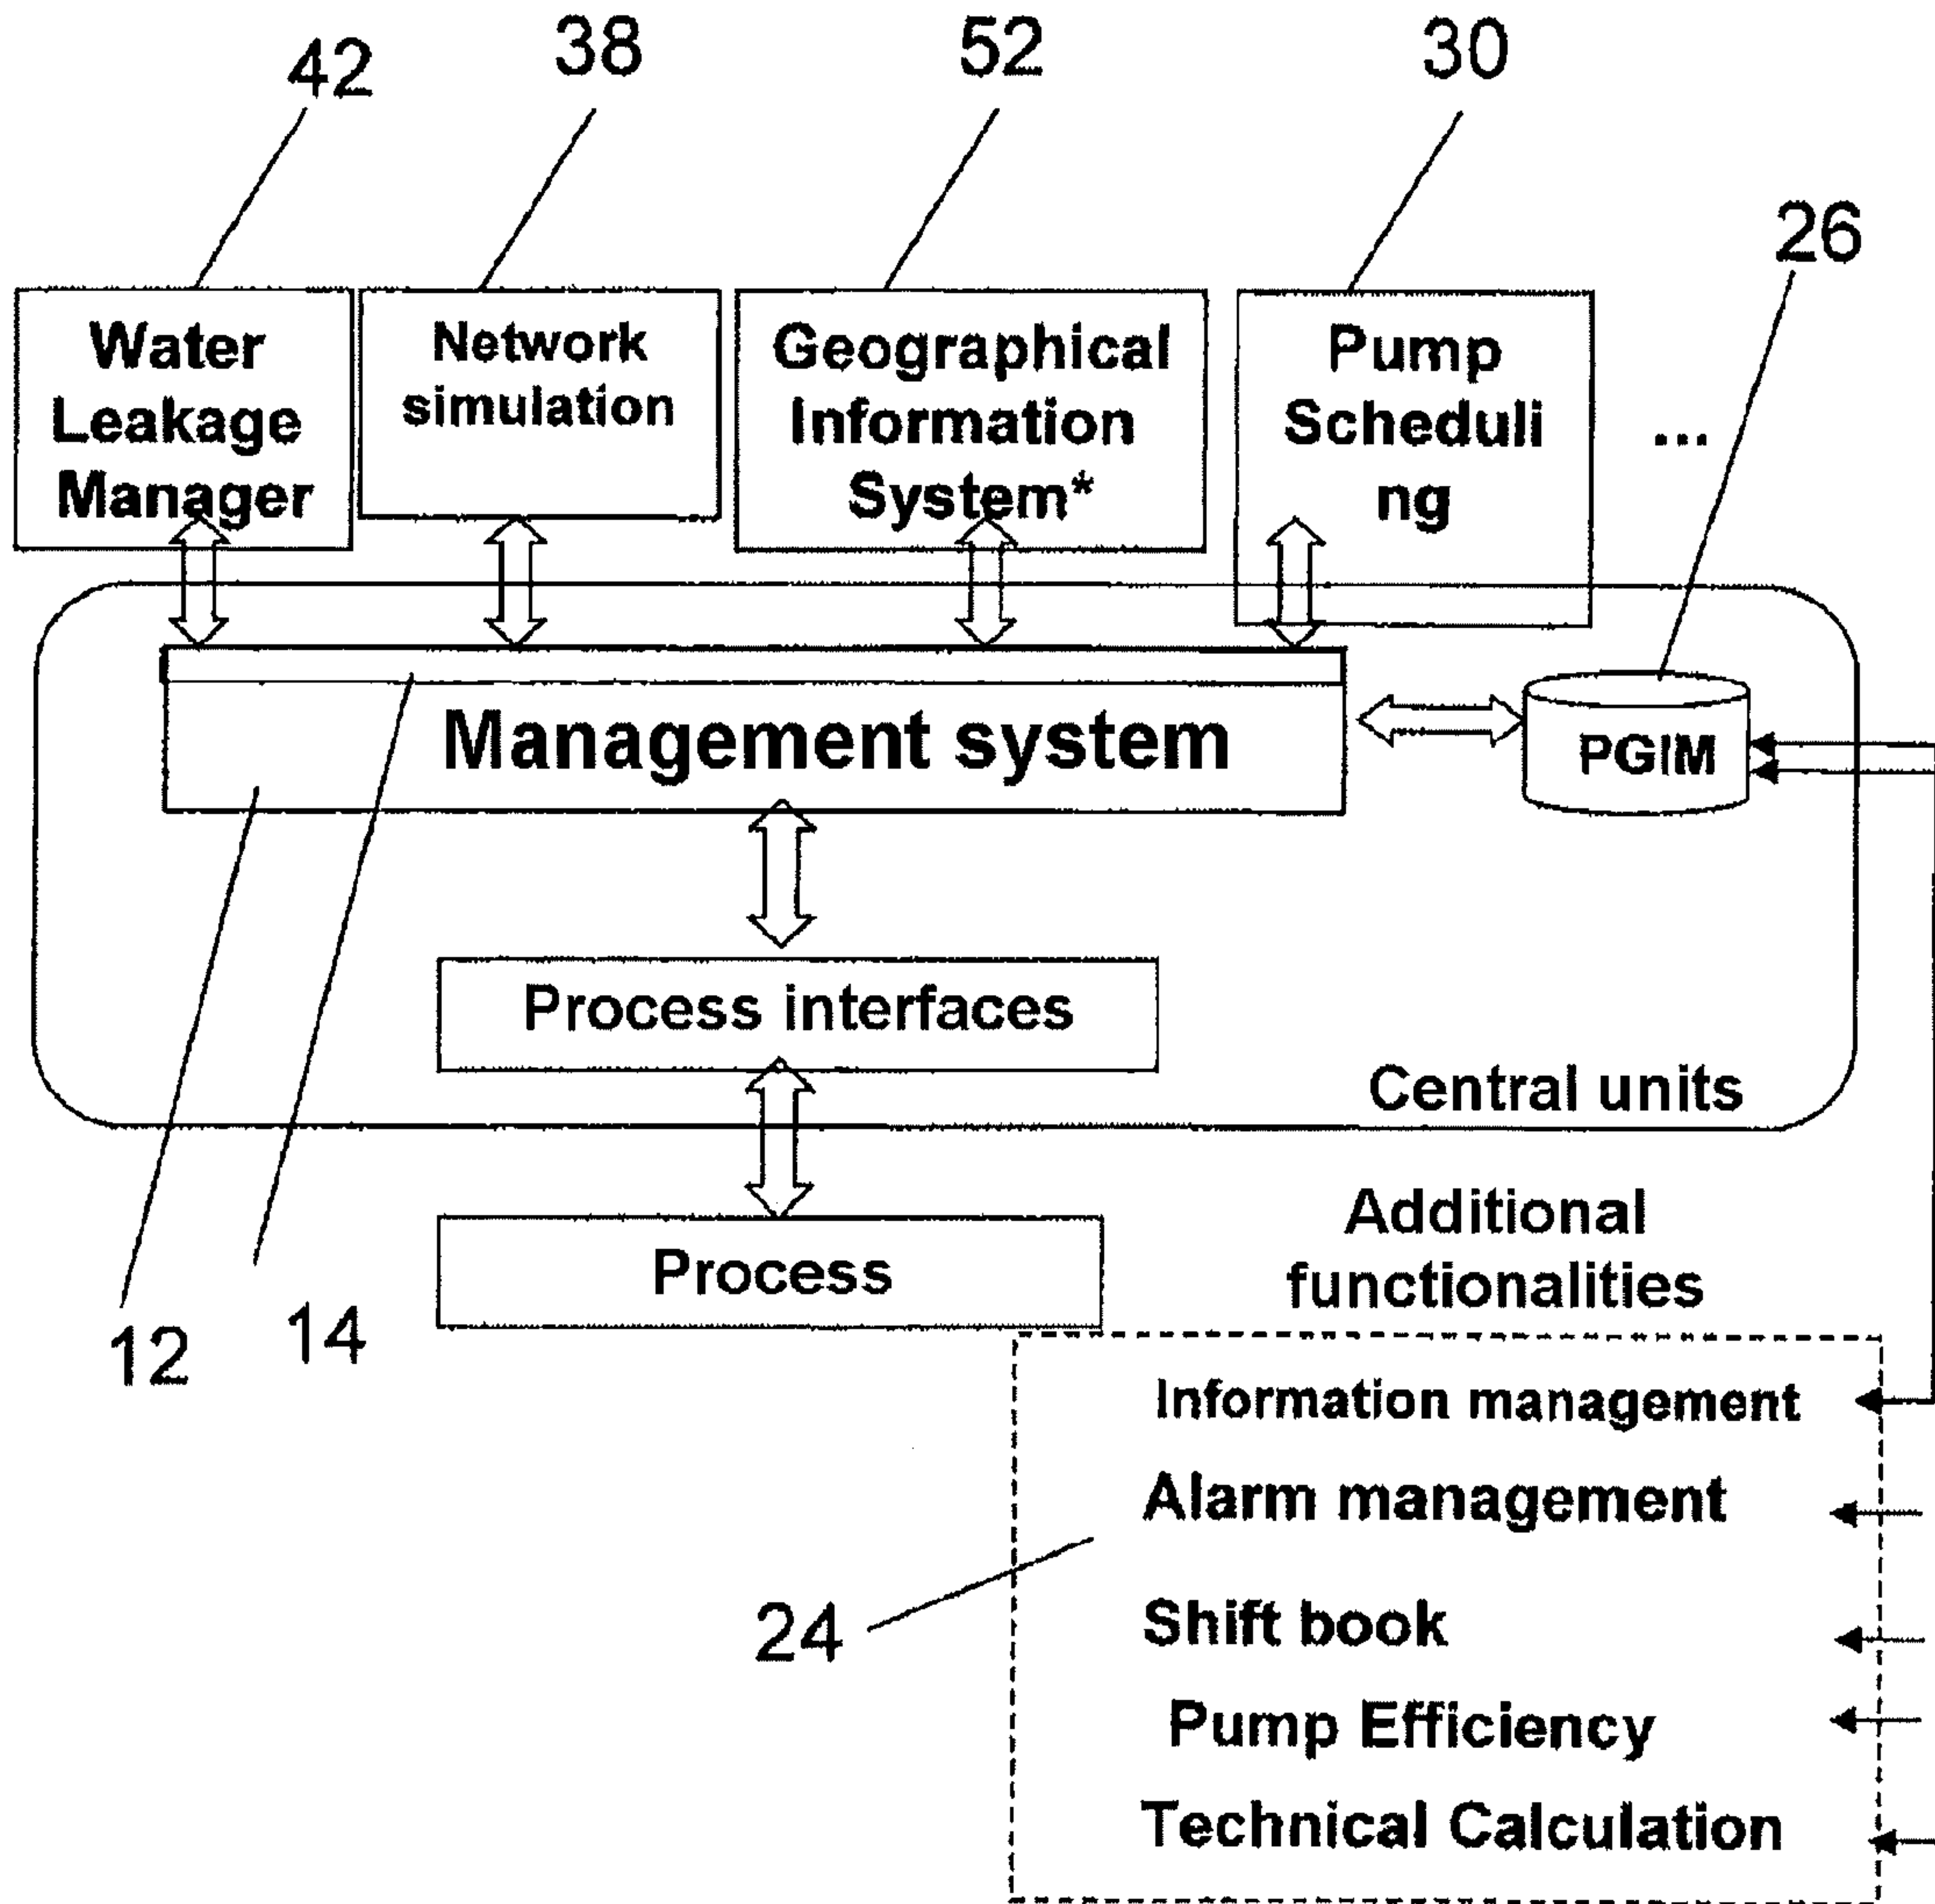 42
38
52
30
26
Water
Leakage
Manager
Network
simulation
Geographical
Information
System*
Pump
Scheduli
ng
...
Management system
PGIM
Process interfaces
Central units
Process
Additional
functionalities
12
14
Information management
Alarm management
24
Shift book
Pump Efficiency
Technical Calculation